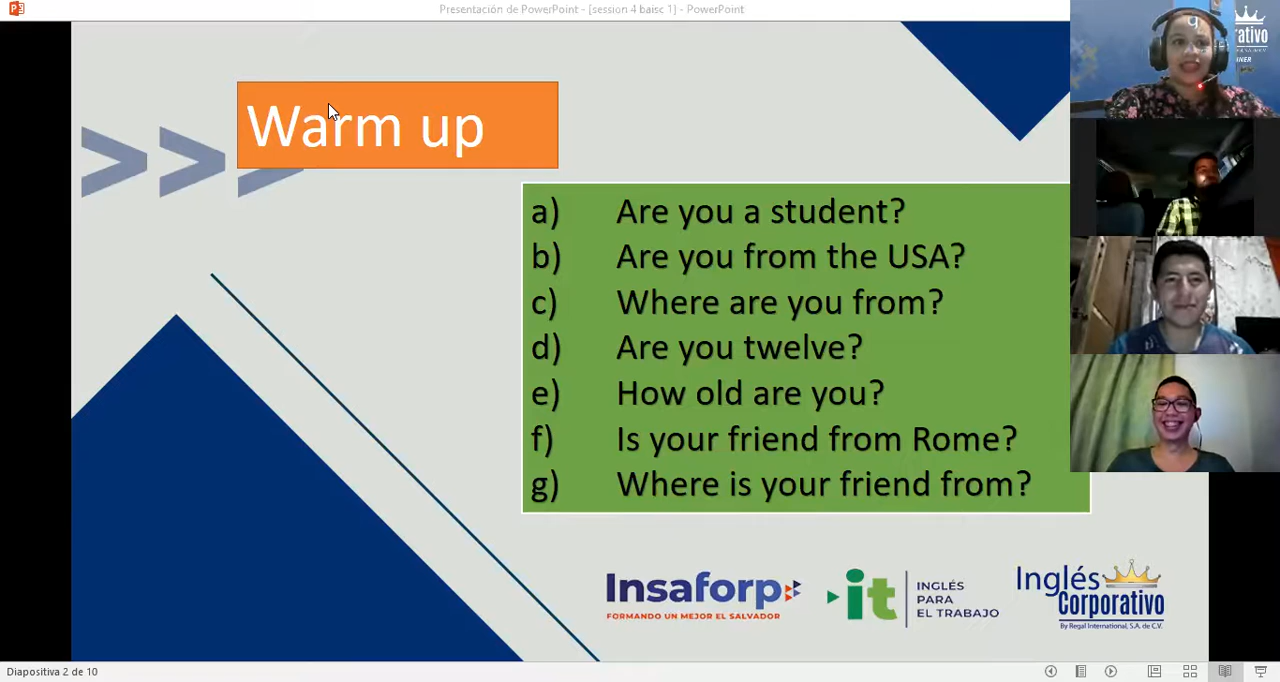 Presentación de PowerPoint - [session 4 baisc 1] - PowerPoint
Warm up
a) Are you a student?
b) Are you from the USA?
c) Where are you from?
d) Are you twelve?
e) How old are you?
f) Is your friend from Rome?
g) Where is your friend from?
Insaforp
FORMANDO UN MEJOR EL SALVADOR
it
INGLÉS
PARA
EL TRABAJO
Inglés
Corporativo
By Regal International, S.A. de C.V.
Diapositiva 2 de 10